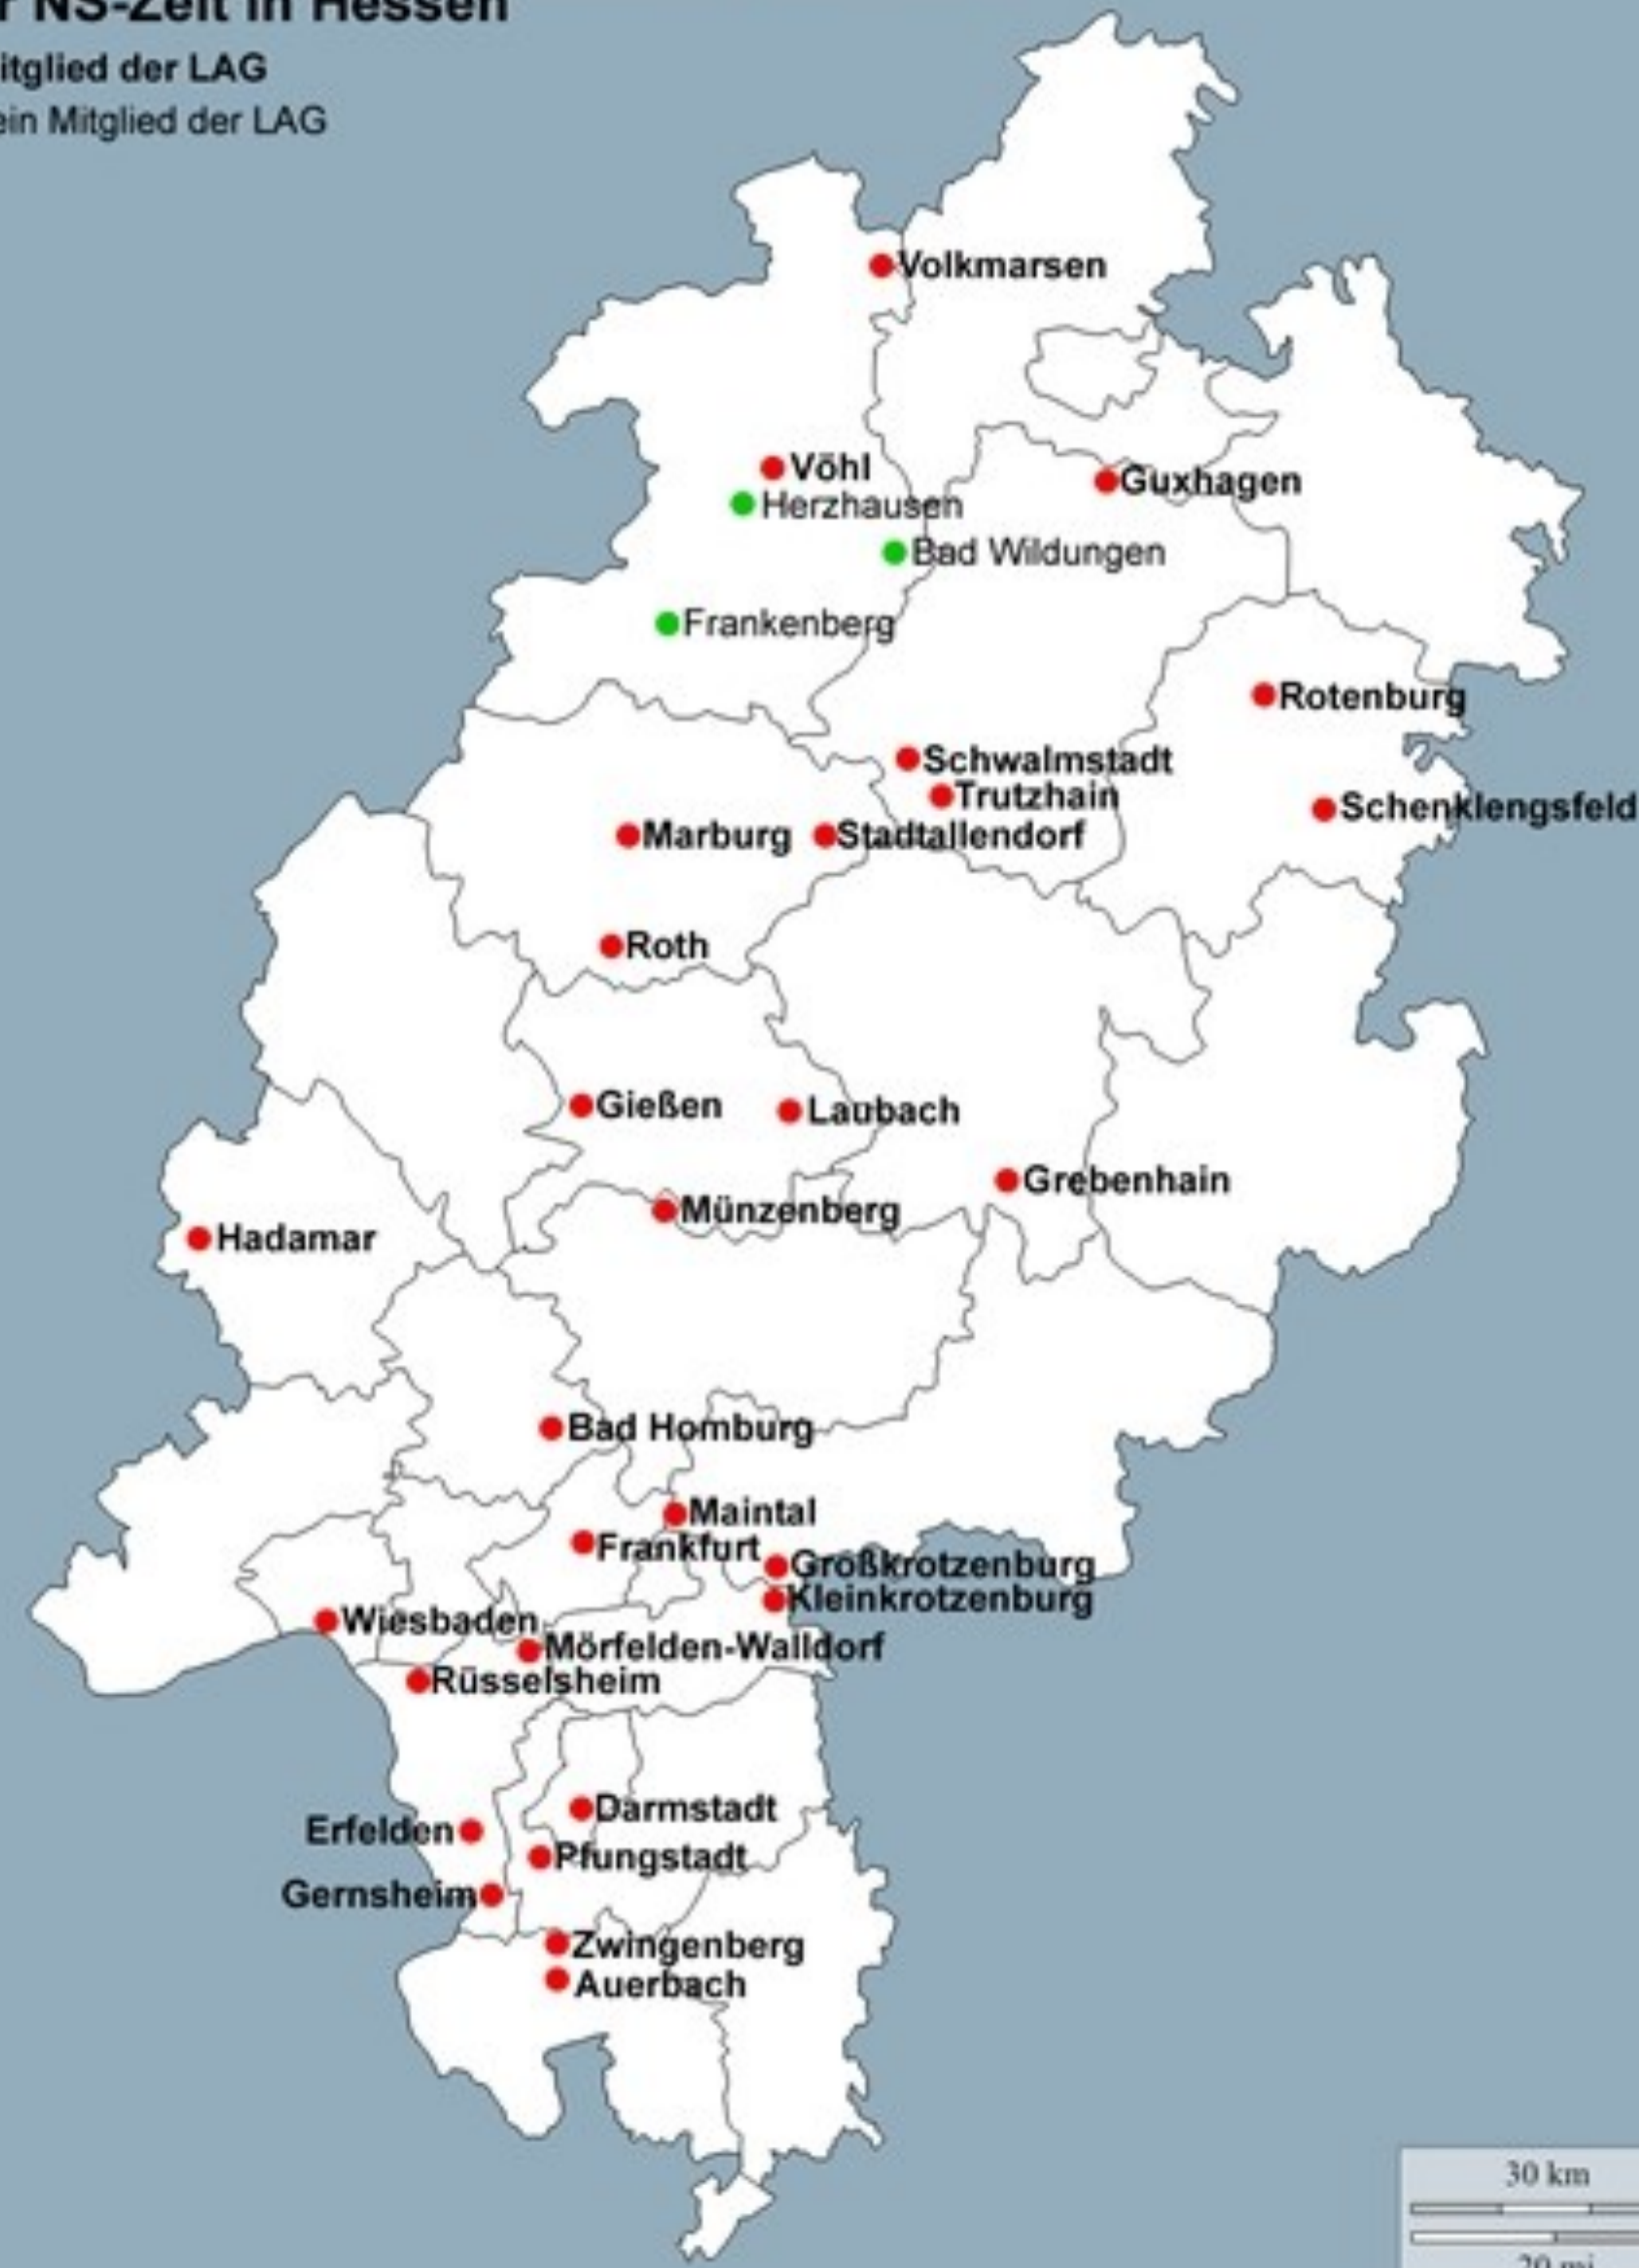 r NS-Zeit in Hessen
itglied der LAG
ein Mitglied der LAG
Volkmarsen
Vöhl
Guxhagen
Herzhausen
Bad Wildungen
Frankenberg
Rotenburg
Schwalmstadt
Trutzhain
Schenklengsfeld
Marburg
Stadtallendorf
Roth
Gießen
Laubach
Grebenhain
Münzenberg
Hadamar
Bad Homburg
Maintal
Frankfurt
Großkrotzenburg
Kleinkrotzenburg
Wiesbaden
Mörfelden-Walldorf
Rüsselsheim
Darmstadt
Erfelden
Pfungstadt
Gernsheim
Zwingenberg
Auerbach
30 km
20 mi